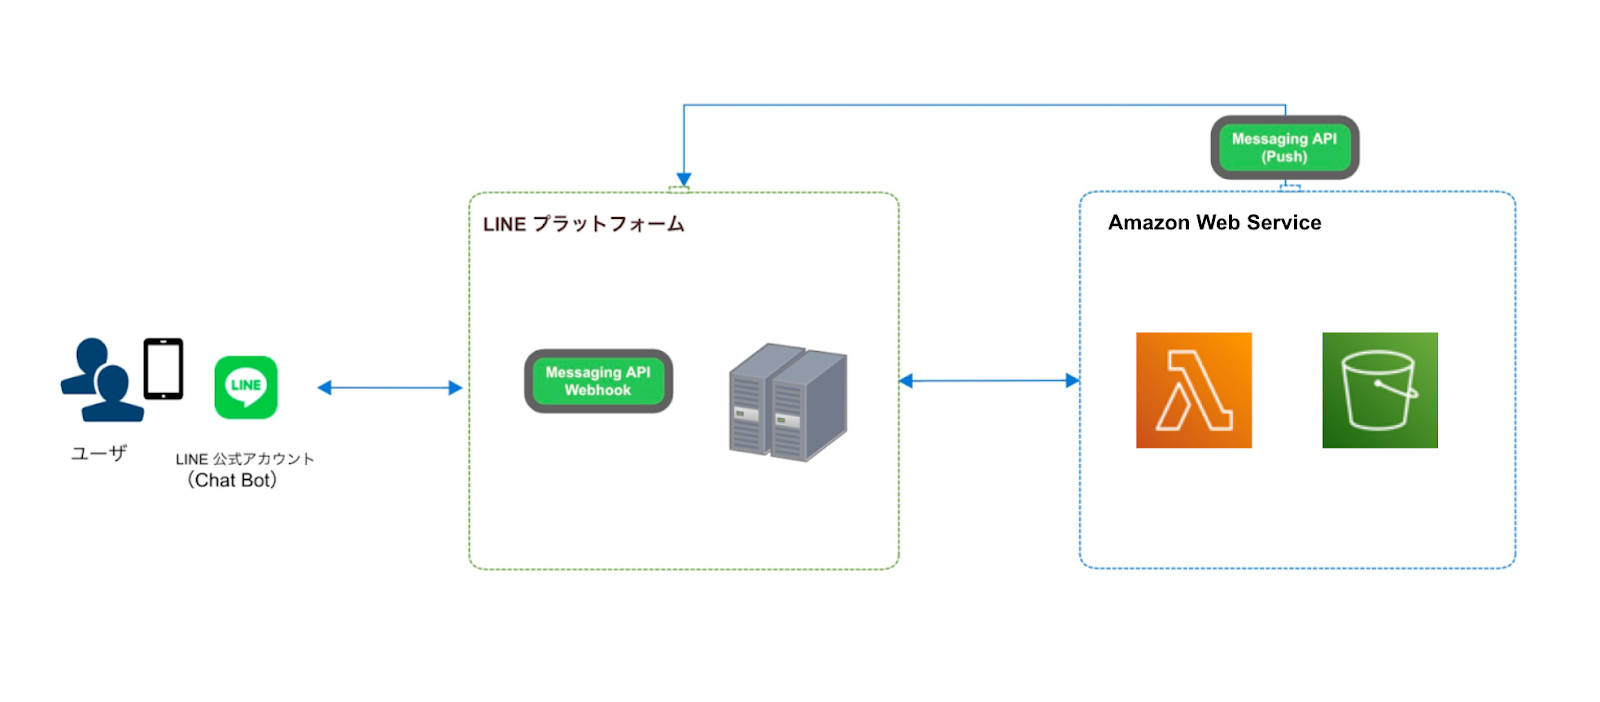 Messaging API
(Push)
LINE プラットフォーム
Amazon Web Service
Messaging API
Webhook
LINE
ユーザ
LINE 公式アカウント
（Chat Bot）